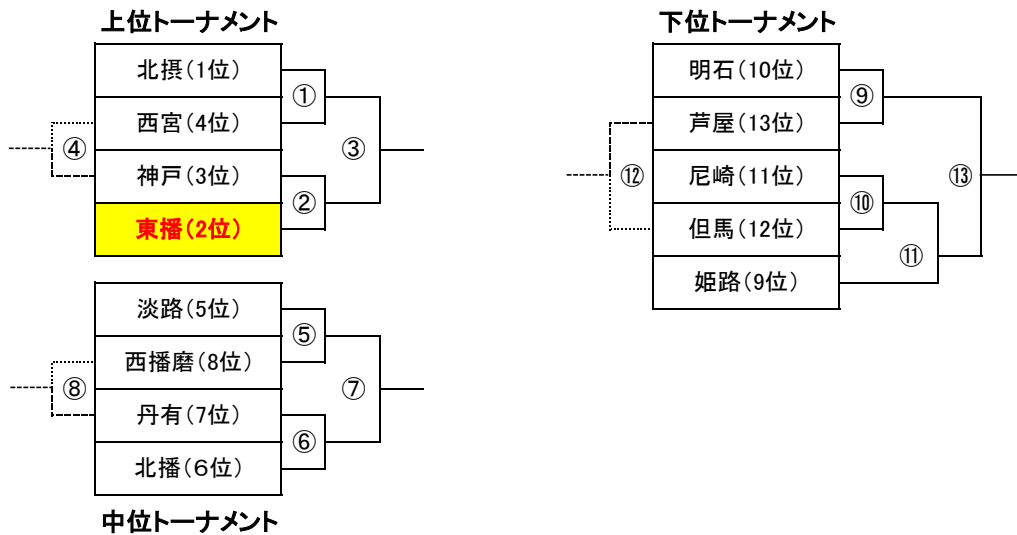 上位トーナメント
北摂(1位)
①
西宮(4位)
④
③
神戸(3位)
②
東播(2位)
淡路(5位)
⑤
西播磨(8位)
⑧
⑦
丹有(7位)
⑥
北播(６位)
中位トーナメント
下位トーナメント
明石(10位)
⑨
芦屋(13位)
⑫
尼崎(11位)
⑬
⑩
但馬(12位)
⑪
姫路(9位)